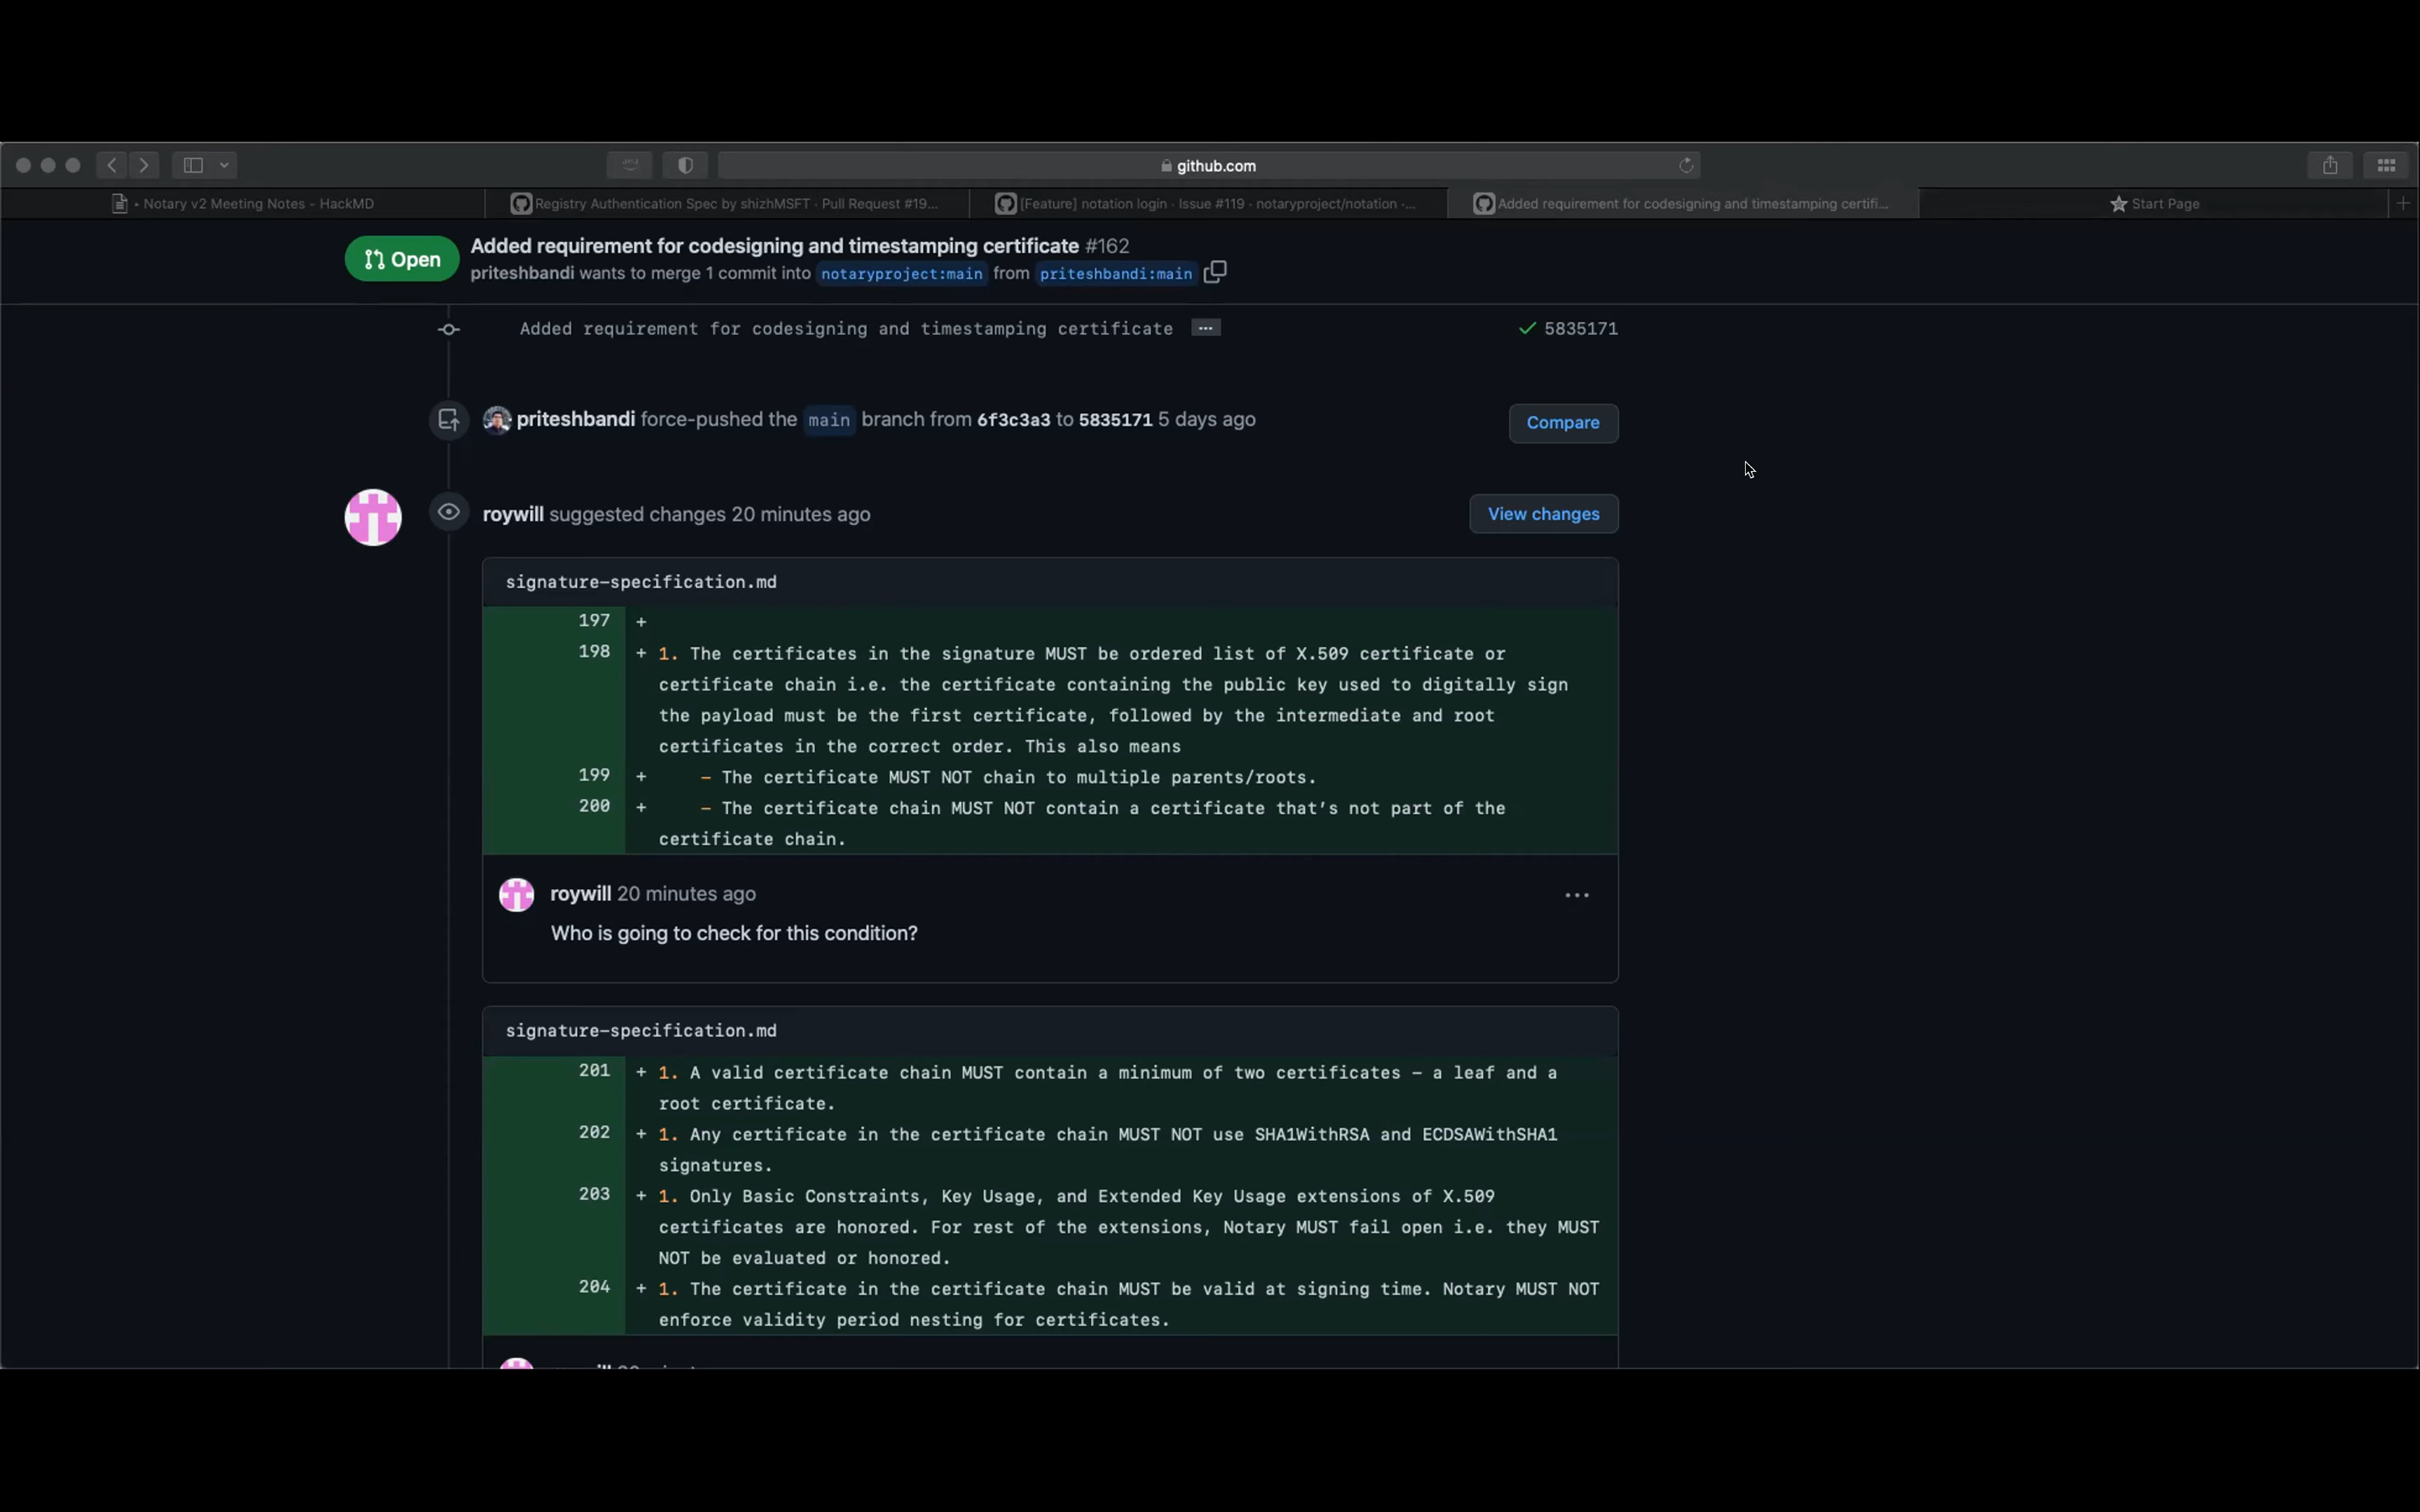 github.com
• Notary v2 Meeting Notes - HackMD
Registry Authentication Spec by shizhMSFT · Pull Request #19...
[Feature] notation login · Issue #119 · notaryproject/notation ·...
Added requirement for codesigning and timestamping certifi...
Start Page
Open
Added requirement for codesigning and timestamping certificate #162
priteshbandi wants to merge 1 commit into notaryproject:main from priteshbandi:main
Added requirement for codesigning and timestamping certificate ...
5835171
priteshbandi force-pushed the main branch from 6f3c3a3 to 5835171 5 days ago
Compare
roywill suggested changes 20 minutes ago
View changes
signature-specification.md
197 +
198 + 1. The certificates in the signature MUST be ordered list of X.509 certificate or
certificate chain i.e. the certificate containing the public key used to digitally sign
the payload must be the first certificate, followed by the intermediate and root
certificates in the correct order. This also means
199 + – The certificate MUST NOT chain to multiple parents/roots.
200 + – The certificate chain MUST NOT contain a certificate that’s not part of the
certificate chain.
roywill 20 minutes ago
...
Who is going to check for this condition?
signature-specification.md
201 + 1. A valid certificate chain MUST contain a minimum of two certificates – a leaf and a
root certificate.
202 + 1. Any certificate in the certificate chain MUST NOT use SHA1WithRSA and ECDSAWithSHA1
signatures.
203 + 1. Only Basic Constraints, Key Usage, and Extended Key Usage extensions of X.509
certificates are honored. For rest of the extensions, Notary MUST fail open i.e. they MUST
NOT be evaluated or honored.
204 + 1. The certificate in the certificate chain MUST be valid at signing time. Notary MUST NOT
enforce validity period nesting for certificates.